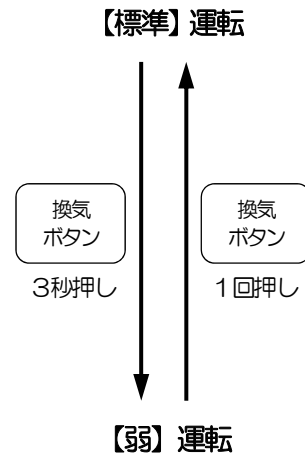 【標準】運転
換気
ボタン
3秒押し
換気
ボタン
1回押し
【弱】運転